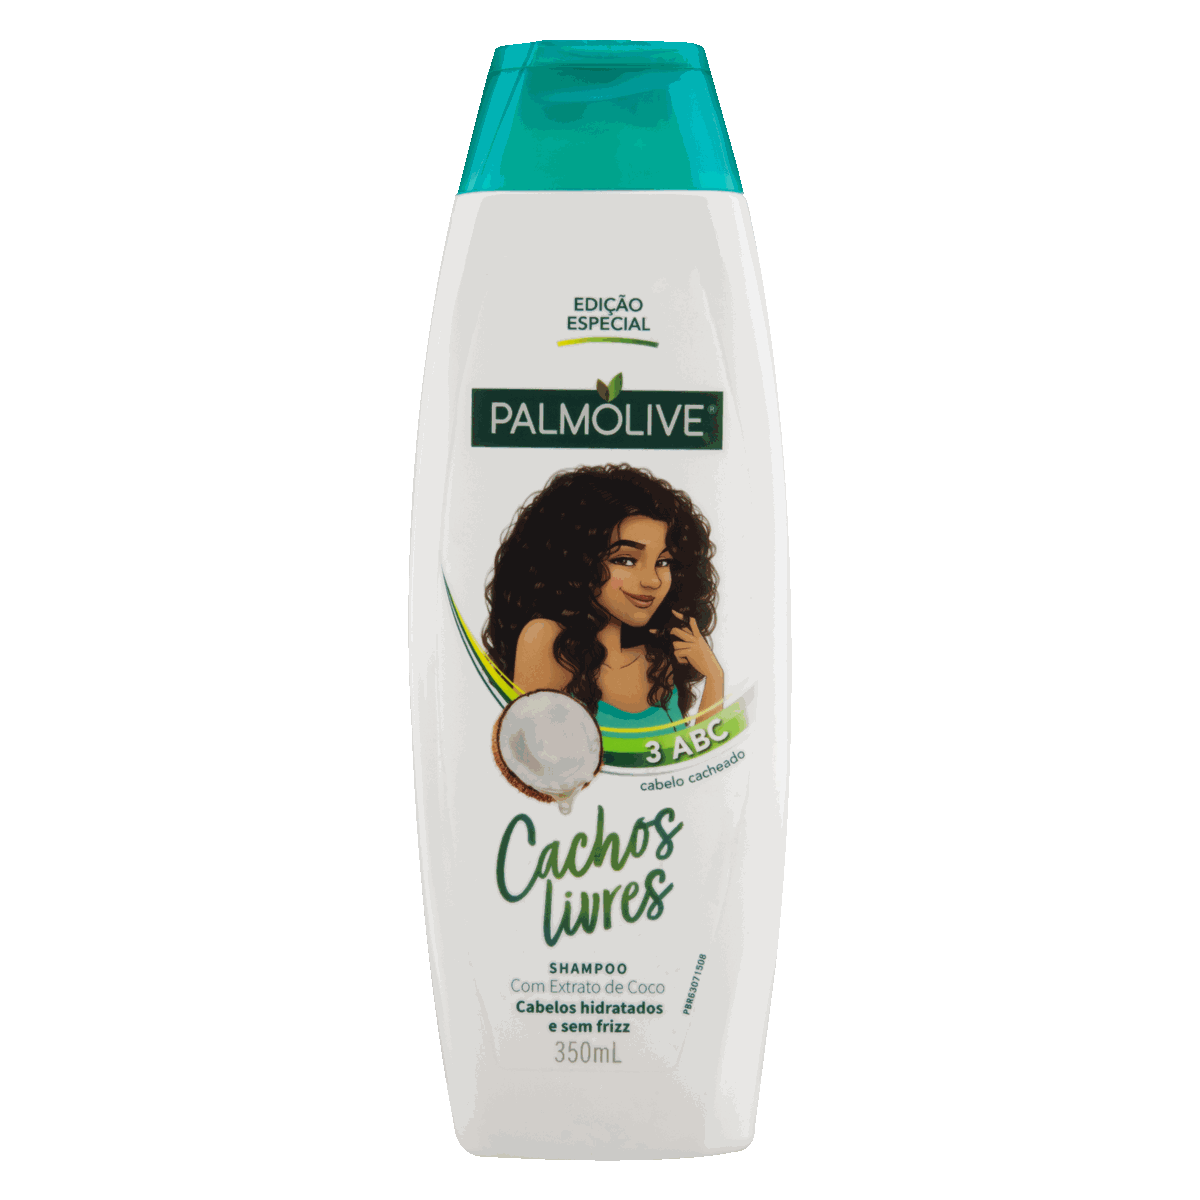 EDIÇÃO
ESPECIAL
PALMOLIVE®
3 ABC
cabelo cacheado
Cachos
livres
SHAMPOO
Com Extrato de Coco
Cabelos hidratados
e sem frizz
350mL
PBR63071508